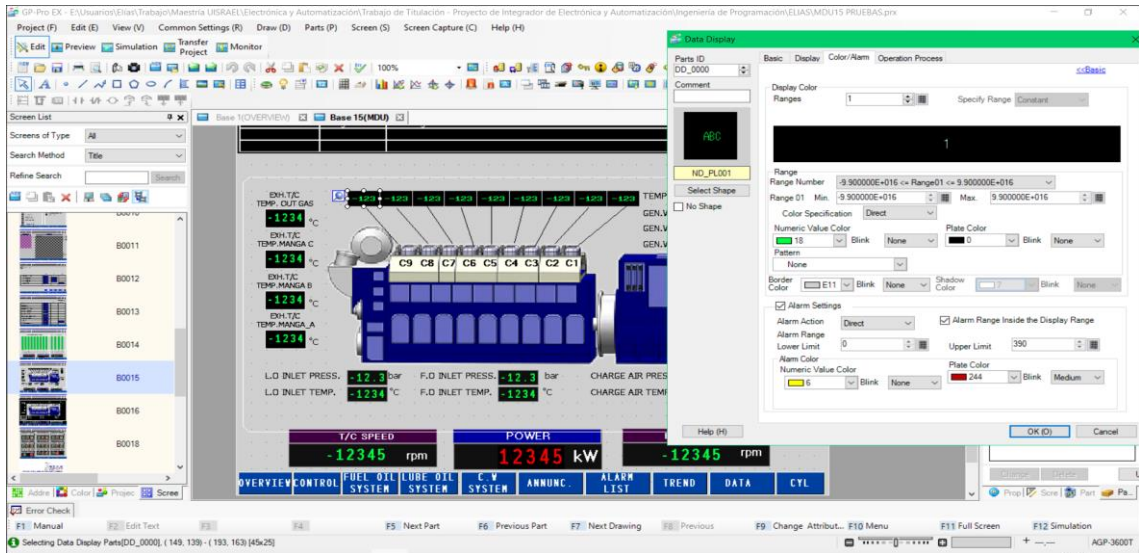 GP-Pro EX - E:\Usuarios\Elias\Trabajo\Maestría UISRAEL\Electrónica y Automatización\Trabajo de Titulación - Proyecto de Integrador de Electrónica y Automatización\Ingeniería de Programación\ELIAS\MDU15 PRUEBAS.prx
Project (F) Edit (E) View (V) Common Settings (R) Draw (D) Parts (P) Screen (S) Screen Capture (C) Help (H)
Edit Preview Simulation Transfer Project Monitor
100%
Screen List
Base 1(OVERVIEW) Base 15(MDU)
Screens of Type All
Search Method Title
Refine Search Search
B0011
B0012
B0013
B0014
B0015
B0016
B0018
Addre Color Projec Scree
EXH.T/C
TEMP. OUT GAS
-1234 °C
EXH.T/C
TEMP.MANGA C
-1234 °C
EXH.T/C
TEMP.MANGA B
-1234 °C
EXH.T/C
TEMP.MANGA_A
-1234 °C
-123 -123 -123 -123 -123 -123 -123 -123 -123 TEMP
GEN.V
GEN.V
C9 C8 C7 C6 C5 C4 C3 C2 C1
L.O INLET PRESS. -12.3 bar F.O INLET PRESS. -12.3 bar CHARGE AIR PRES
L.O INLET TEMP. -1234 °C F.O INLET TEMP. -1234 °C CHARGE AIR TEM
T/C SPEED
-12345 rpm
POWER
12345 kW
-12345 rpm
OVERVIEW CONTROL FUEL OIL SYSTEM LUBE OIL SYSTEM C.W SYSTEM ANNUNC. ALARM LIST TREND DATA CYL
Data Display
Parts ID
DD_0000
Comment
ABC
ND_PL001
Select Shape
No Shape
Basic Display Color/Alarm Operation Process
<<Basic
Display Color
Ranges 1 Specify Range Constant
1
Range
Range Number -9.900000E+016 <= Range01 <= 9.900000E+016
Range 01 Min. -9.900000E+016 Max. 9.900000E+016
Color Specification Direct
Numeric Value Color Plate Color
18 Blink None 0 Blink None
Pattern
None
Border Color E11 Blink None Shadow Color 7 Blink None
Alarm Settings
Alarm Action Direct Alarm Range Inside the Display Range
Alarm Range
Lower Limit 0 Upper Limit 390
Alarm Color
Numeric Value Color Plate Color
6 Blink None 244 Blink Medium
Help (H) OK (O) Cancel
Change Delete
Prop Scre Part Pa...
Error Check
F1 Manual F2 Edit Text F3 F4 F5 Next Part F6 Previous Part F7 Next Drawing F8 Previous F9 Change Attribut... F10 Menu F11 Full Screen F12 Simulation
Selecting Data Display Parts[DD_0000], ( 149, 139) - ( 193, 163) [45x25] AGP-3600T